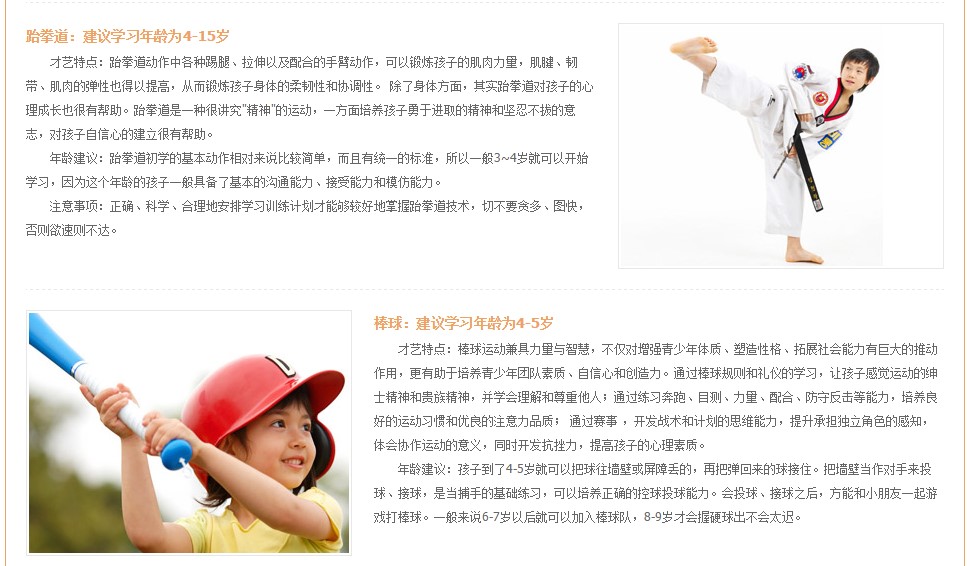 跆拳道：建议学习年龄为4-15岁
才艺特点：跆拳道动作中各种踢腿、拉伸以及配合的手臂动作，可以锻炼孩子的肌肉力量，肌腱、韧
带、肌肉的弹性也得以提高，从而锻炼孩子身体的柔韧性和协调性。 除了身体方面，其实跆拳道对孩子的心
理成长也很有帮助。跆拳道是一种很讲究"精神"的运动，一方面培养孩子勇于进取的精神和坚忍不拔的意
志，对孩子自信心的建立很有帮助。
年龄建议：跆拳道初学的基本动作相对来说比较简单，而且有统一的标准，所以一般3~4岁就可以开始
学习，因为这个年龄的孩子一般具备了基本的沟通能力、接受能力和模仿能力。
注意事项：正确、科学、合理地安排学习训练计划才能够较好地掌握跆拳道技术，切不要贪多、图快，
否则欲速则不达。
棒球：建议学习年龄为4-5岁
才艺特点：棒球运动兼具力量与智慧，不仅对增强青少年体质、塑造性格、拓展社会能力有巨大的推动
作用，更有助于培养青少年团队素质、自信心和创造力。通过棒球规则和礼仪的学习，让孩子感觉运动的绅
士精神和贵族精神，并学会理解和尊重他人；通过练习奔跑、目测、力量、配合、防守反击等能力，培养良
好的运动习惯和优良的注意力品质； 通过赛事 ，开发战术和计划的思维能力，提升承担独立角色的感知，
体会协作运动的意义，同时开发抗挫力，提高孩子的心理素质。
年龄建议：孩子到了4-5岁就可以把球往墙壁或屏障丢的，再把弹回来的球接住。把墙壁当作对手来投
球、接球，是当捕手的基础练习，可以培养正确的控球投球能力。会投球、接球之后，方能和小朋友一起游
戏打棒球。一般来说6-7岁以后就可以加入棒球队，8-9岁才会握硬球出不会太迟。